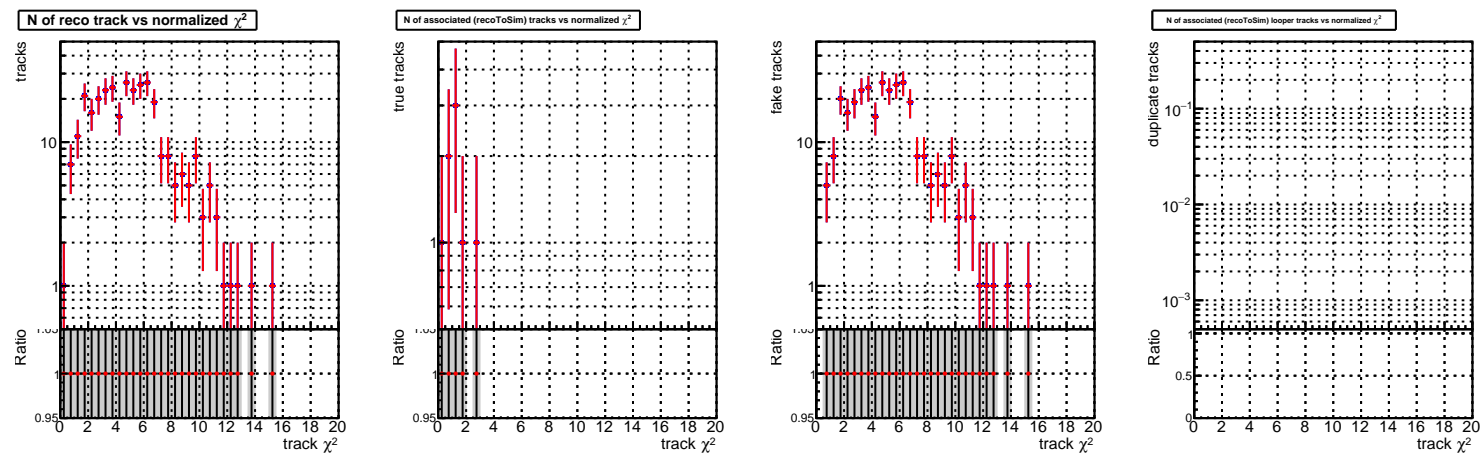 N of reco track vs normalized χ²
tracks
10
1
Ratio
1.05
1
0.95
0 2 4 6 8 10 12 14 16 18 20
track χ²
N of associated (recoToSim) tracks vs normalized χ²
true tracks
1
Ratio
1.05
1
0.95
0 2 4 6 8 10 12 14 16 18 20
track χ²
fake tracks
10
1
Ratio
1.05
1
0.95
0 2 4 6 8 10 12 14 16 18 20
track χ²
N of associated (recoToSim) looper tracks vs normalized χ²
duplicate tracks
10⁻¹
10⁻²
10⁻³
Ratio
1
0.5
0
0 2 4 6 8 10 12 14 16 18 20
track χ²